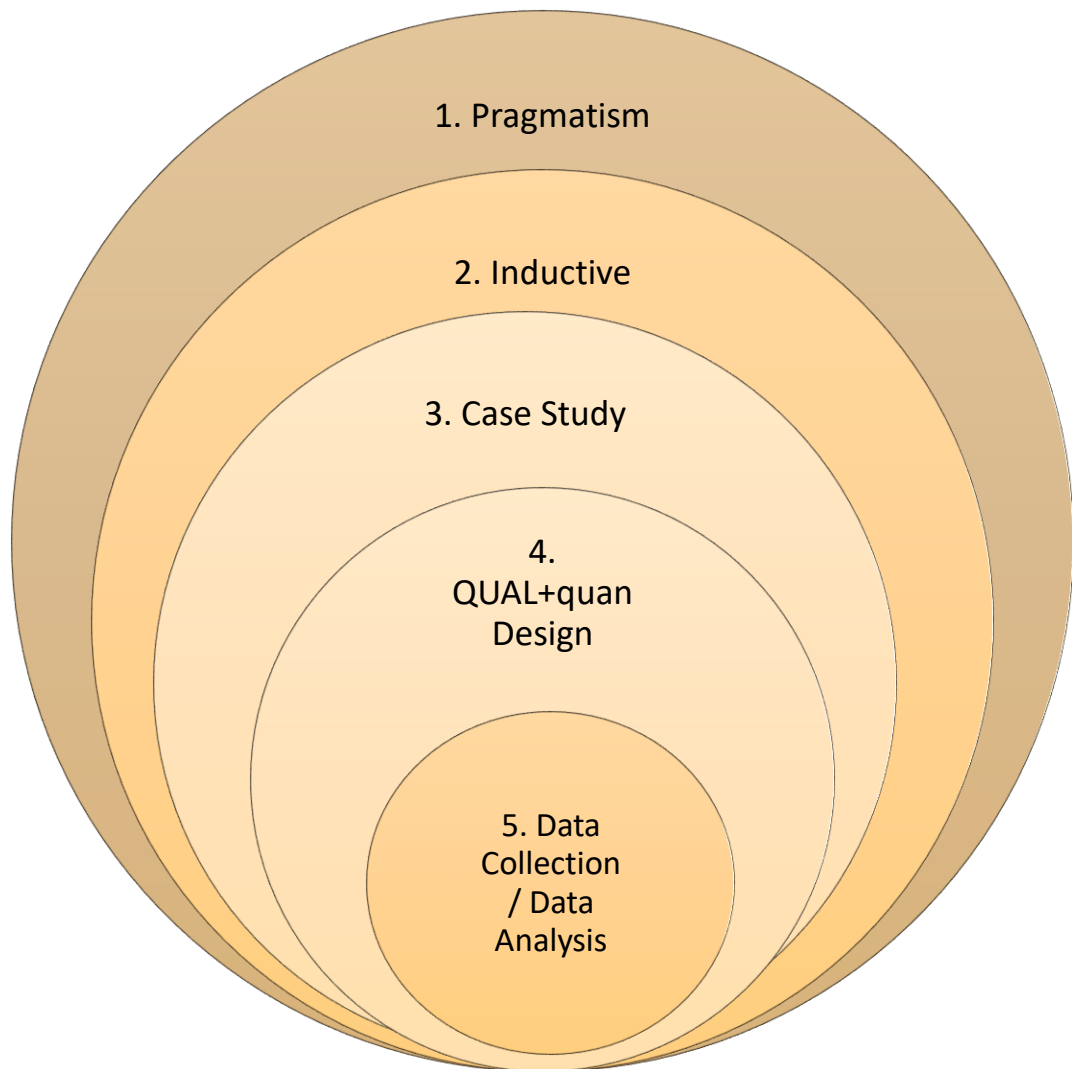 1. Pragmatism
2. Inductive
3. Case Study
4.
QUAL+quan
Design
5. Data
Collection
/ Data
Analysis